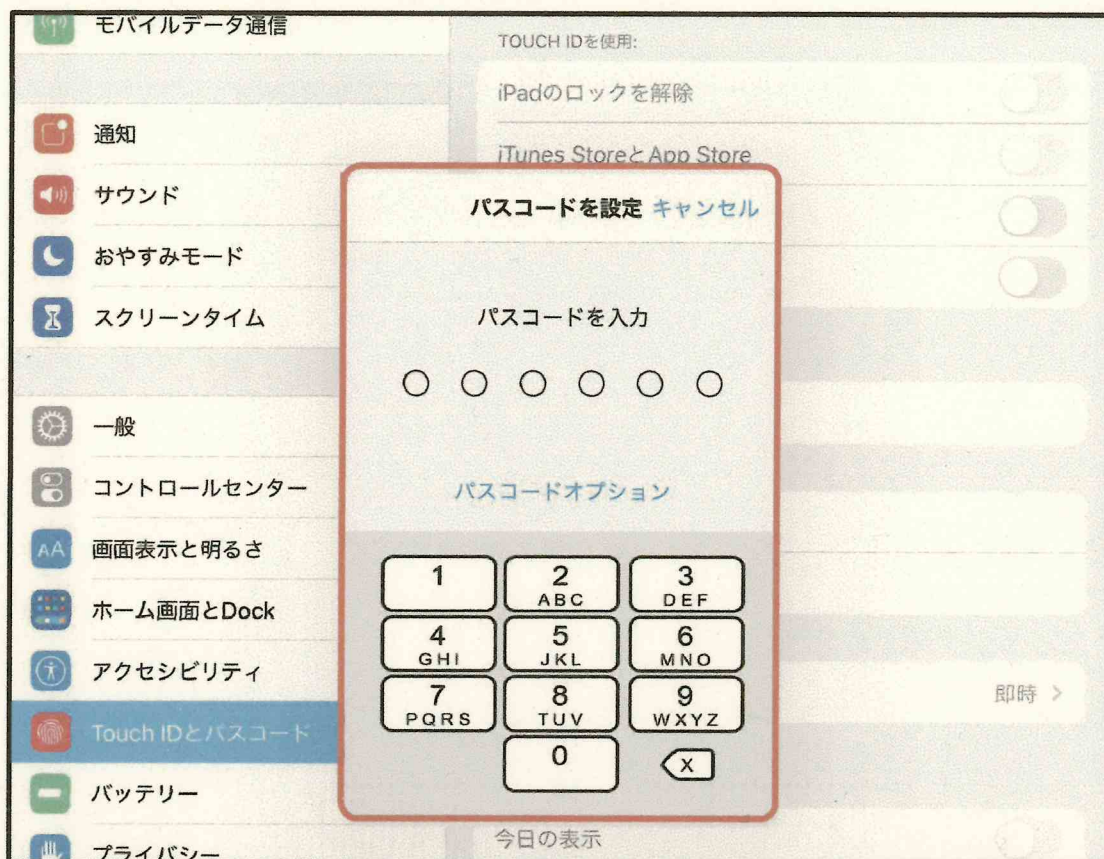 モバイルデータ通信
通知
サウンド
おやすみモード
スクリーンタイム
一般
コントロールセンター
AA
画面表示と明るさ
ホーム画面とDock
アクセシビリティ
Touch IDとパスコード
バッテリー
プライバシー
TOUCH IDを使用:
iPadのロックを解除
iTunes StoreとApp Store
即時 >
今日の表示
パスコードを設定 キャンセル
パスコードを入力
パスコードオプション
1
2
ABC
3
DEF
4
GHI
5
JKL
6
MNO
7
PQRS
8
TUV
9
WXYZ
0
X